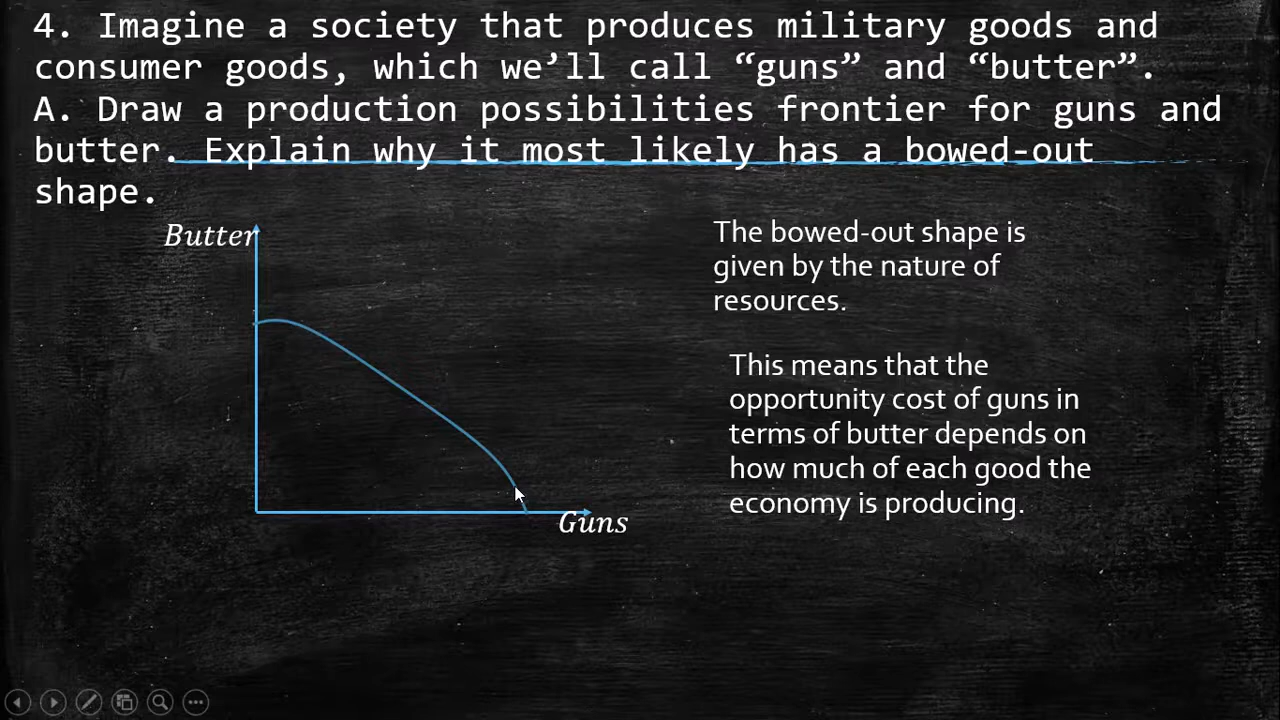 4. Imagine a society that produces military goods and
consumer goods, which we’ll call “guns” and “butter”.
A. Draw a production possibilities frontier for guns and
butter. Explain why it most likely has a bowed-out
shape.
Butter
The bowed-out shape is
given by the nature of
resources.
This means that the
opportunity cost of guns in
terms of butter depends on
how much of each good the
economy is producing.
Guns